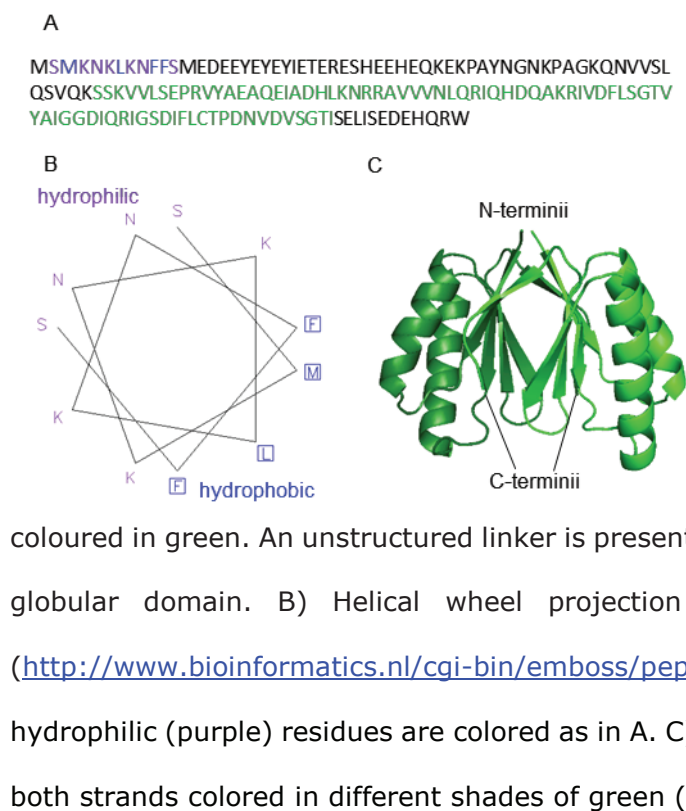 A
MSMKNKLKNFFSMEDEEYEYEYIETERESHEEHEQKEKPAYNGNKPAGKQNVVSL
QSVQKSSKVVLSEPRVYAEAQEIADHLKNRRAVVVNLQRIQHDQAKRIVDFLSGTV
YAIGGDIQRIGSDIFLCTPDNVDVSGTISELISEDEHQRW
B
C
hydrophilic
N-terminii
N
S
K
N
S
F
M
K
K
L
F
hydrophobic
C-terminii
coloured in green. An unstructured linker is present
globular domain. B) Helical wheel projection
(http://www.bioinformatics.nl/cgi-bin/emboss/pep
hydrophilic (purple) residues are colored as in A. C
both strands colored in different shades of green (